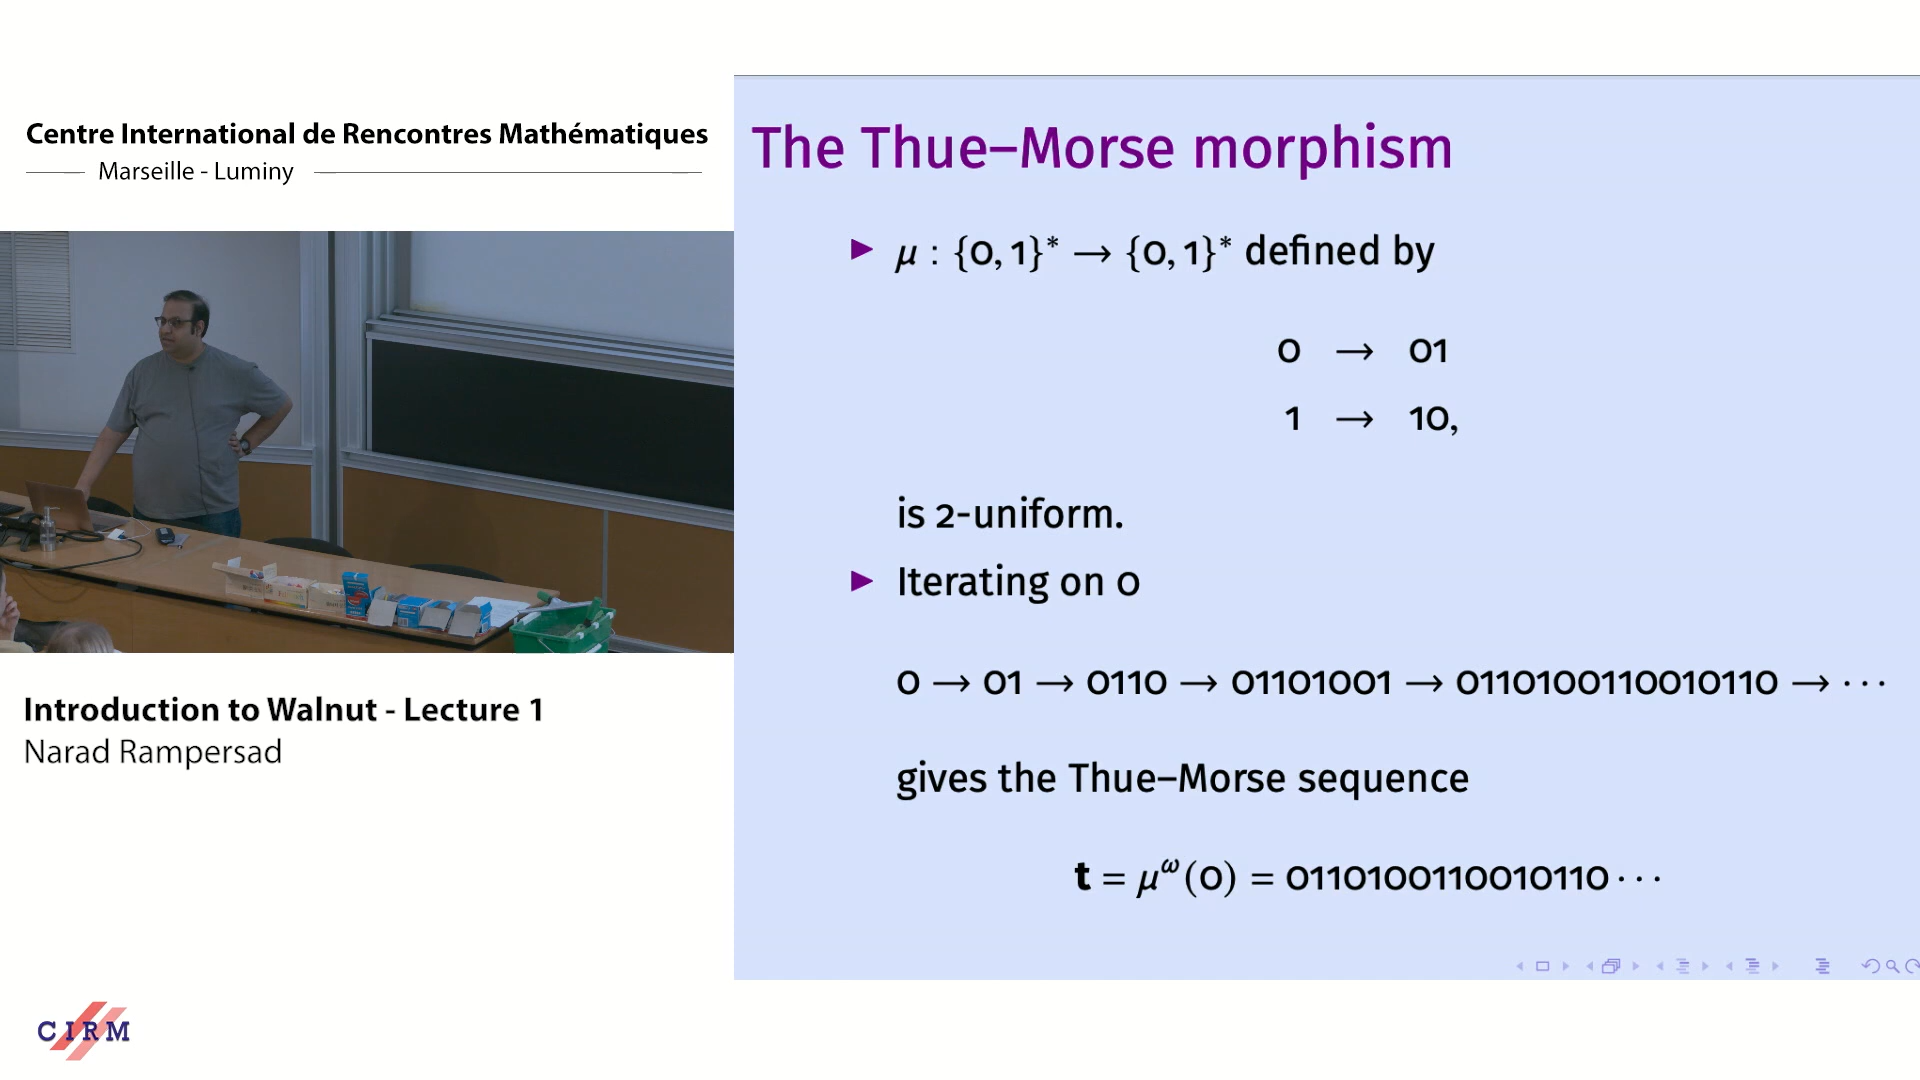 Centre International de Rencontres Mathématiques
Marseille - Luminy
Introduction to Walnut - Lecture 1
Narad Rampersad
CIRM
The Thue–Morse morphism
▶ μ : {0, 1}* → {0, 1}* defined by
0 → 01
1 → 10,
is 2-uniform.
▶ Iterating on 0
0 → 01 → 0110 → 01101001 → 0110100110010110 → ···
gives the Thue–Morse sequence
t = μ^ω(0) = 0110100110010110···